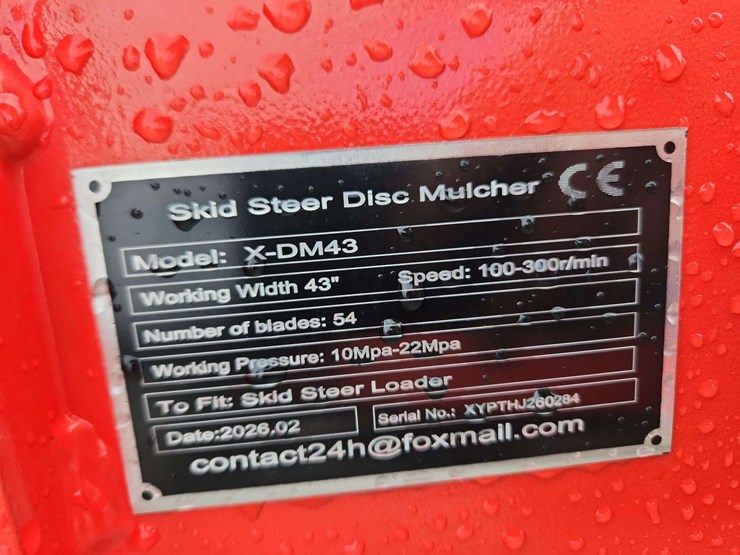 Skid Steer Disc Mulcher CE
Model: X-DM43
Working Width 43" Speed: 100-300r/min
Number of blades: 54
Working Pressure: 10Mpa-22Mpa
To Fit: Skid Steer Loader
Date:2026.02 Serial No.: XYPTHJ260284
contact24h@foxmail.com